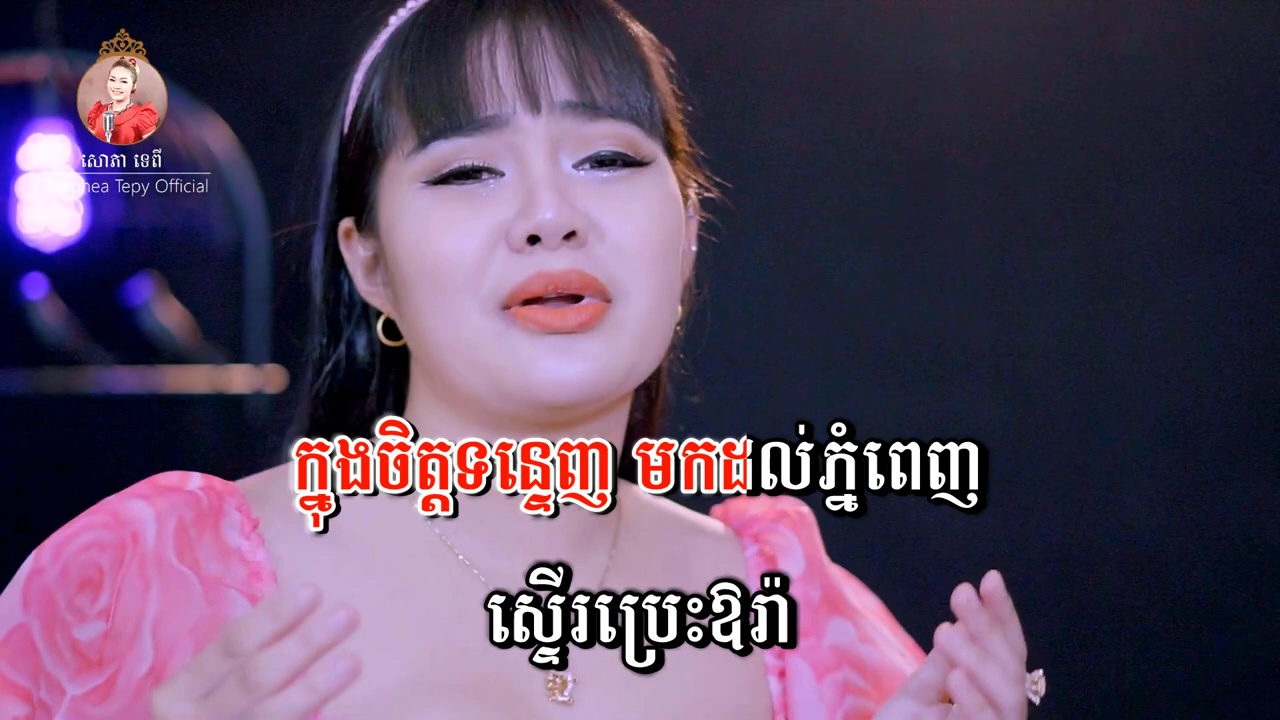 សោភា ទេពី
Sorphea Tepy Official
ក្នុងចិត្តទន្ទេញ មកដល់ភ្នំពេញ
ស្ទើរប្រេះឱរ៉ា